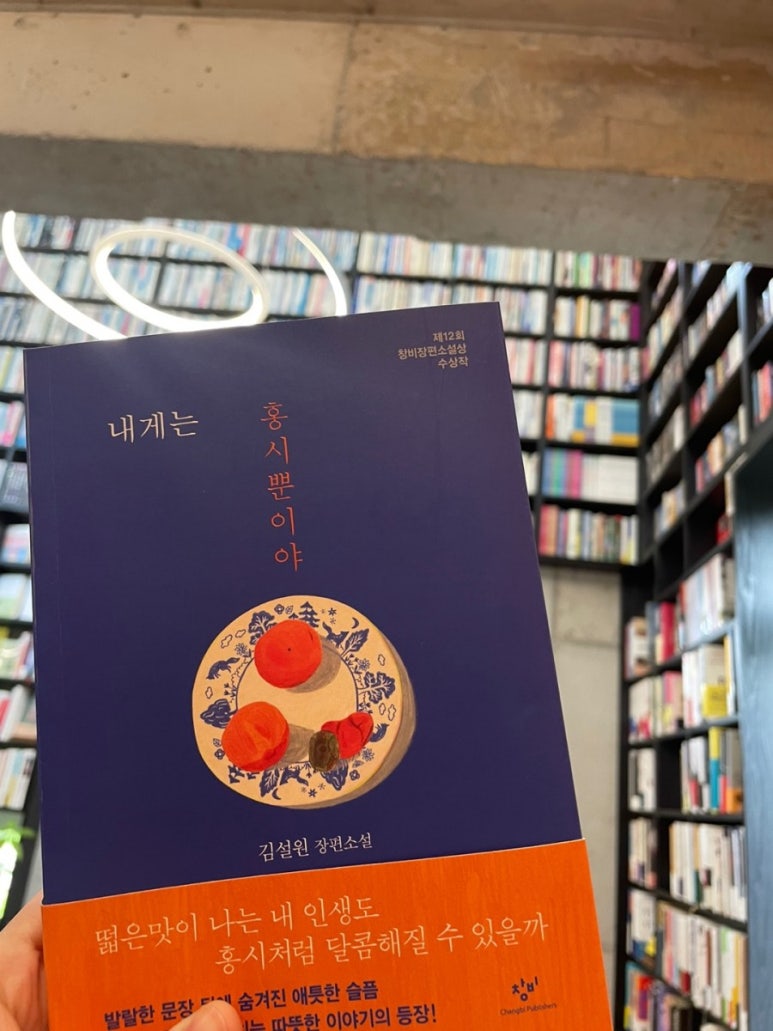 제12회
창비장편소설상
수상작
내게는
홍시뿐이야
김설원 장편소설
떫은맛이 나는 내 인생도
홍시처럼 달콤해질 수 있을까
발랄한 문장 뒤에 숨겨진 애틋한 슬픔
따뜻한 이야기의 등장!
창비
Changbi Publishers